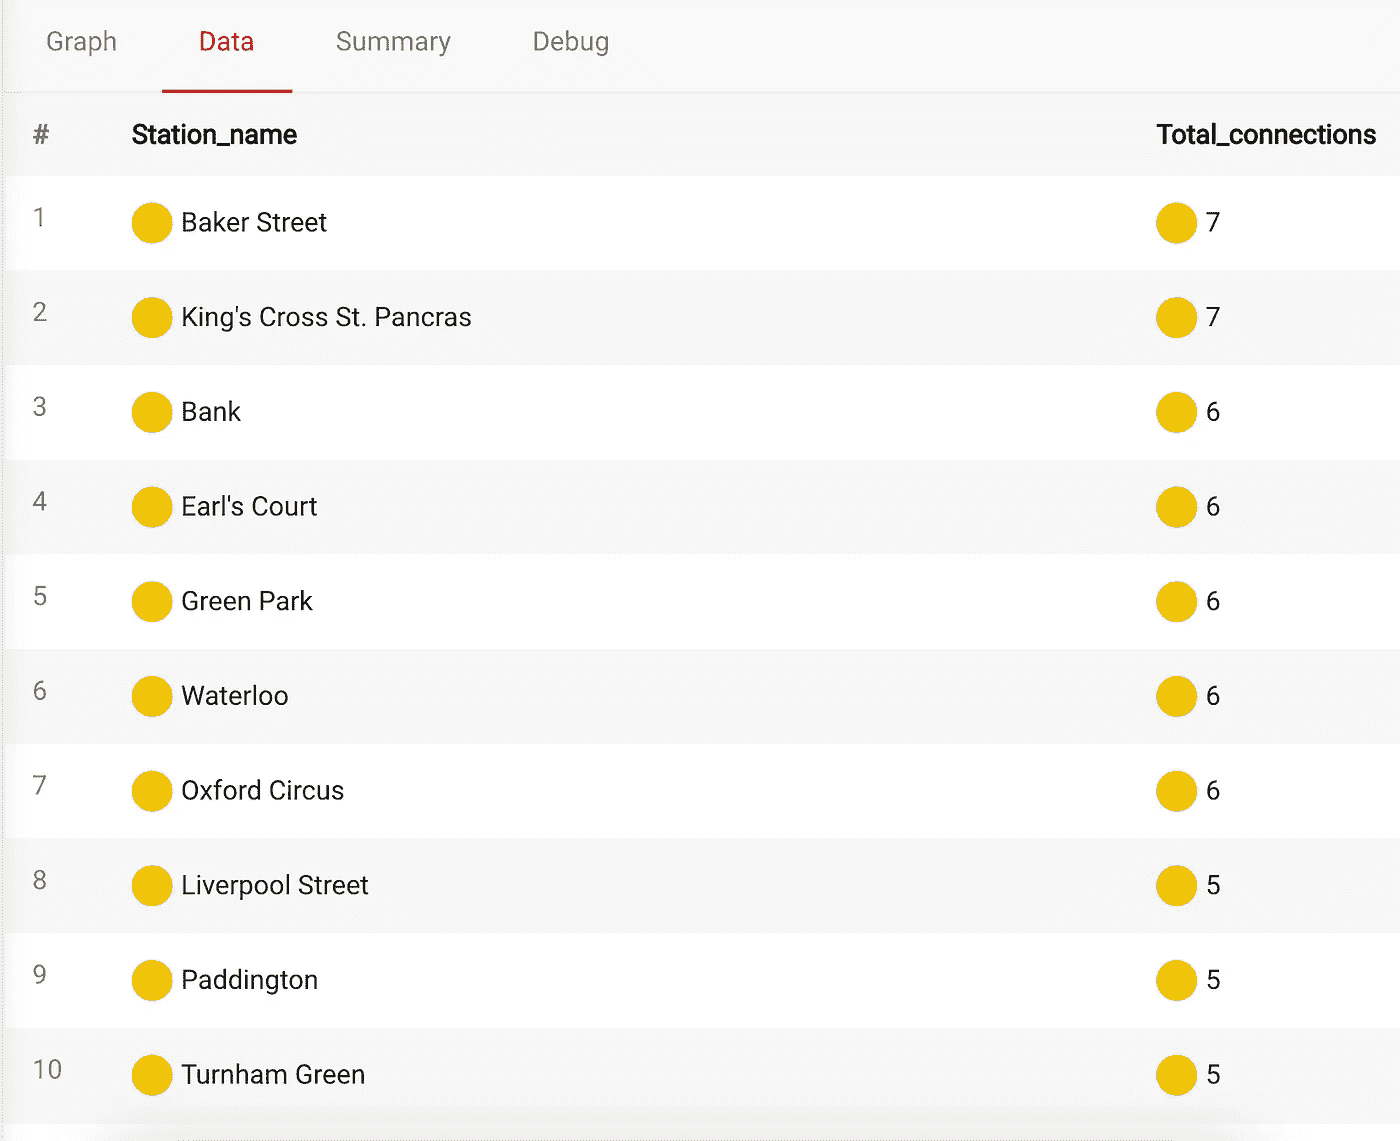 Graph Data Summary Debug
# Station_name Total_connections
1 Baker Street 7
2 King's Cross St. Pancras 7
3 Bank 6
4 Earl's Court 6
5 Green Park 6
6 Waterloo 6
7 Oxford Circus 6
8 Liverpool Street 5
9 Paddington 5
10 Turnham Green 5